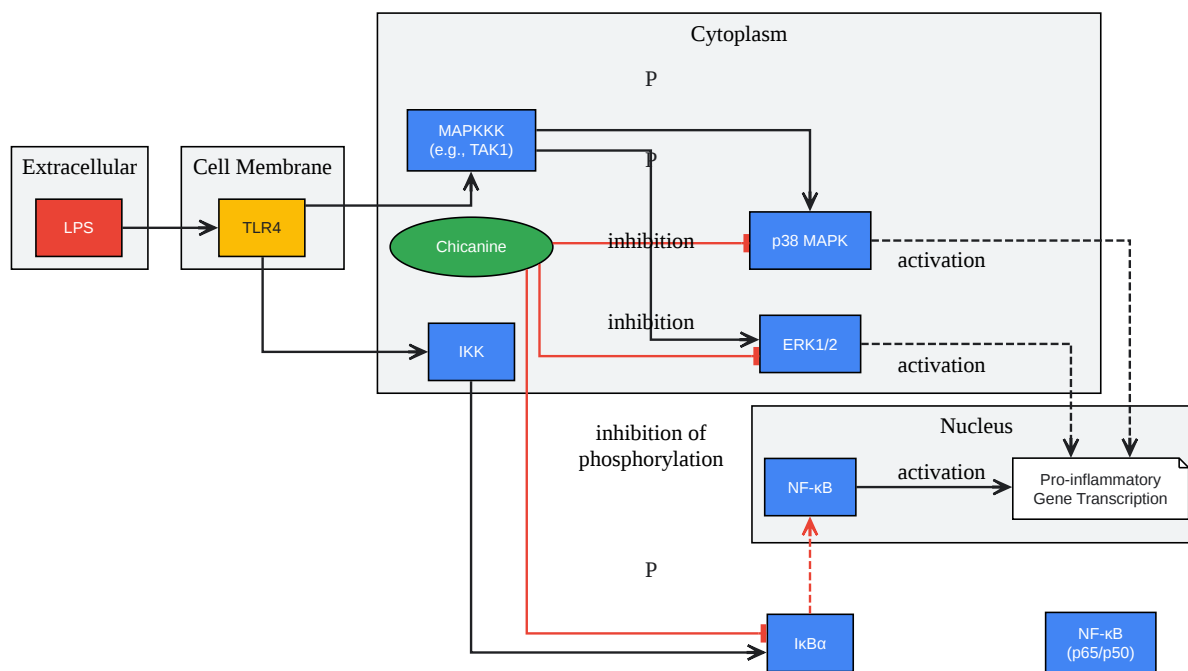 Cytoplasm
P
MAPKKK
(e.g., TAK1)
P
Extracellular
Cell Membrane
LPS
TLR4
Chicanine
inhibition
p38 MAPK
activation
inhibition
IKK
ERK1/2
activation
Nucleus
inhibition of
phosphorylation
NF-κB
activation
Pro-inflammatory
Gene Transcription
P
IκBα
NF-κB
(p65/p50)